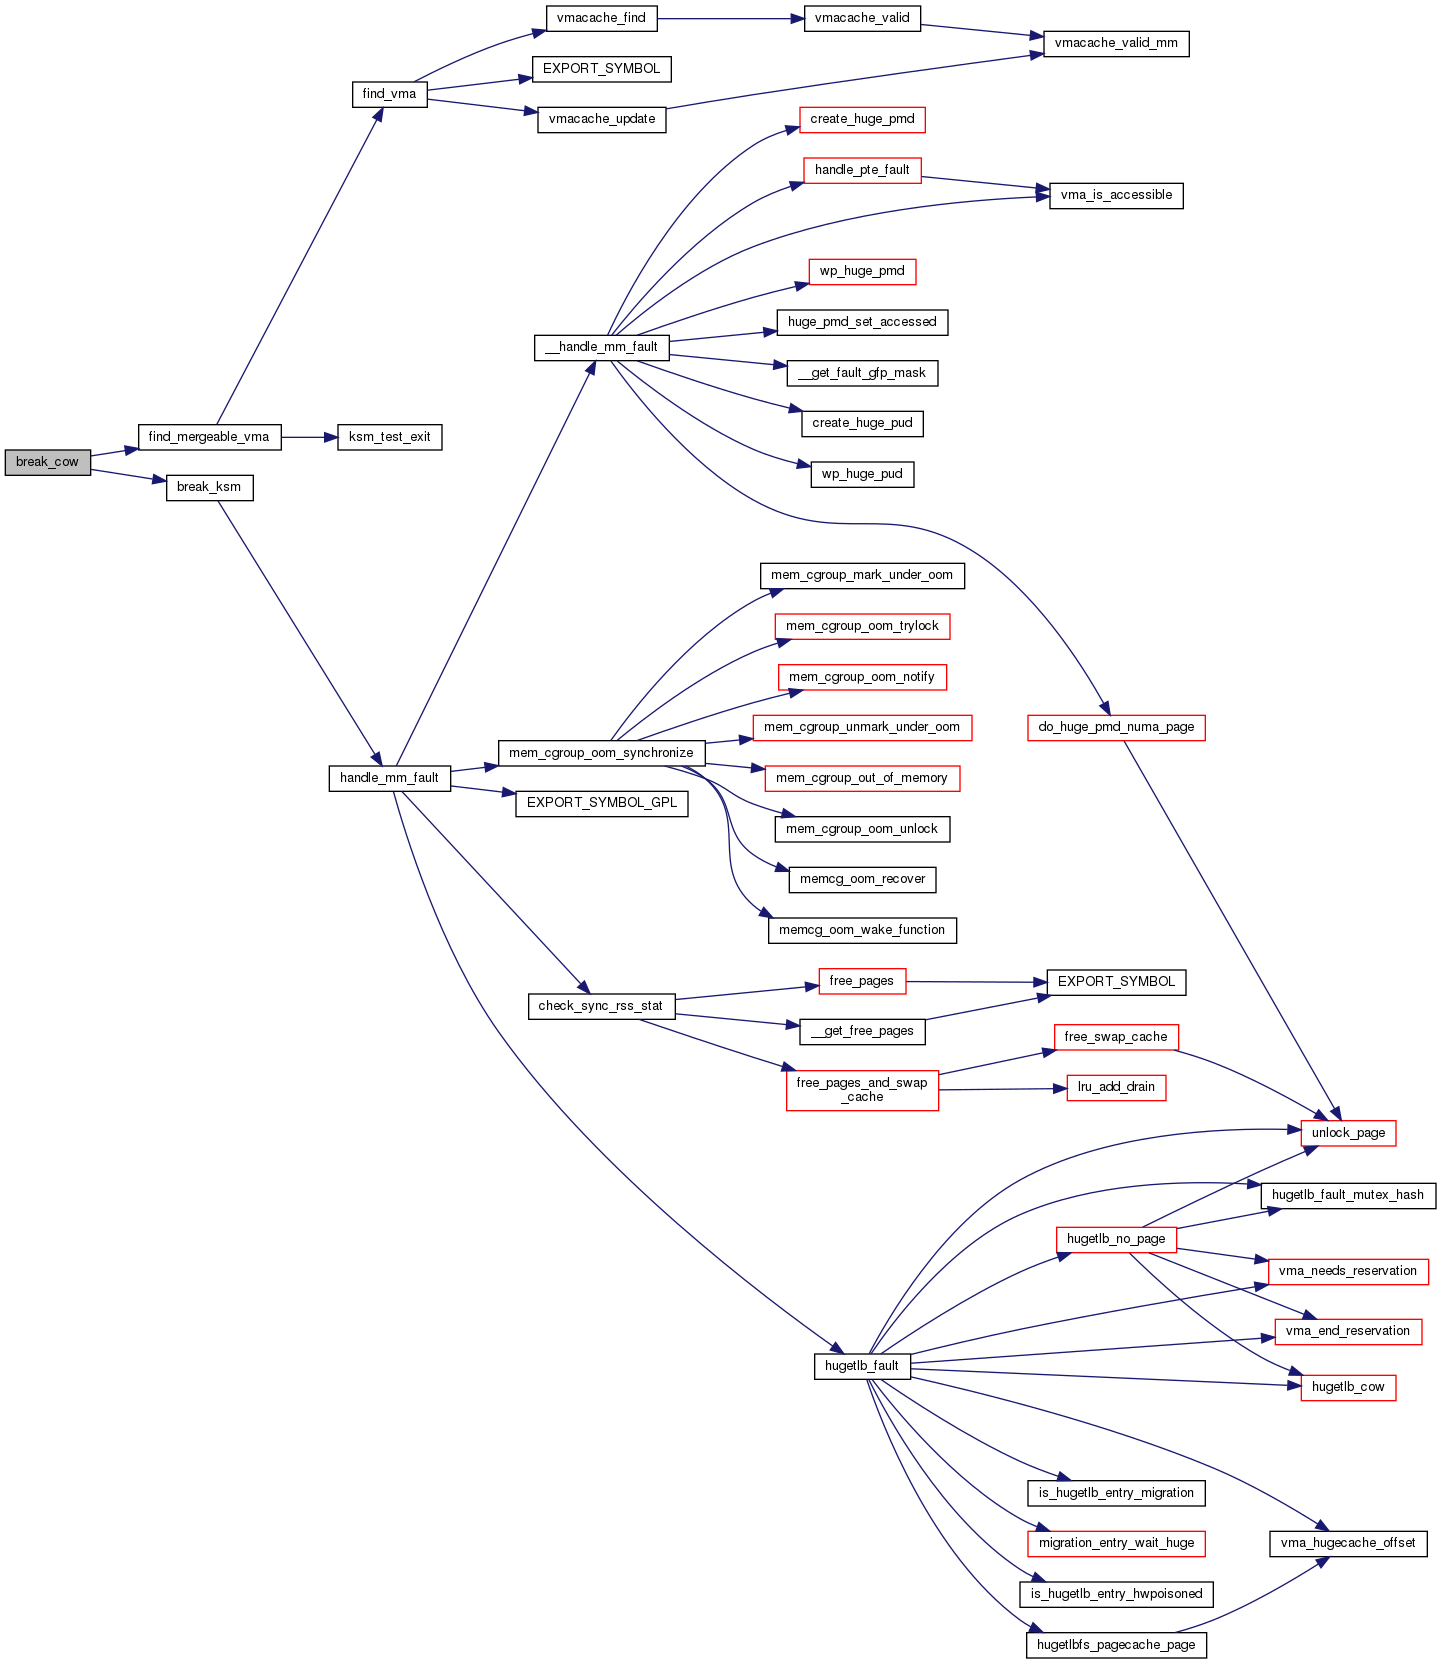 vmacache_find
vmacache_valid
vmacache_valid_mm
EXPORT_SYMBOL
find_vma
vmacache_update
create_huge_pmd
handle_pte_fault
vma_is_accessible
wp_huge_pmd
huge_pmd_set_accessed
__handle_mm_fault
__get_fault_gfp_mask
create_huge_pud
find_mergeable_vma
ksm_test_exit
break_cow
wp_huge_pud
break_ksm
mem_cgroup_mark_under_oom
mem_cgroup_oom_trylock
mem_cgroup_oom_notify
mem_cgroup_unmark_under_oom
do_huge_pmd_numa_page
mem_cgroup_oom_synchronize
handle_mm_fault
mem_cgroup_out_of_memory
EXPORT_SYMBOL_GPL
mem_cgroup_oom_unlock
memcg_oom_recover
memcg_oom_wake_function
free_pages
EXPORT_SYMBOL
check_sync_rss_stat
__get_free_pages
free_swap_cache
free_pages_and_swap
_cache
lru_add_drain
unlock_page
hugetlb_fault_mutex_hash
hugetlb_no_page
vma_needs_reservation
vma_end_reservation
hugetlb_fault
hugetlb_cow
is_hugetlb_entry_migration
migration_entry_wait_huge
vma_hugecache_offset
is_hugetlb_entry_hwpoisoned
hugetlbfs_pagecache_page